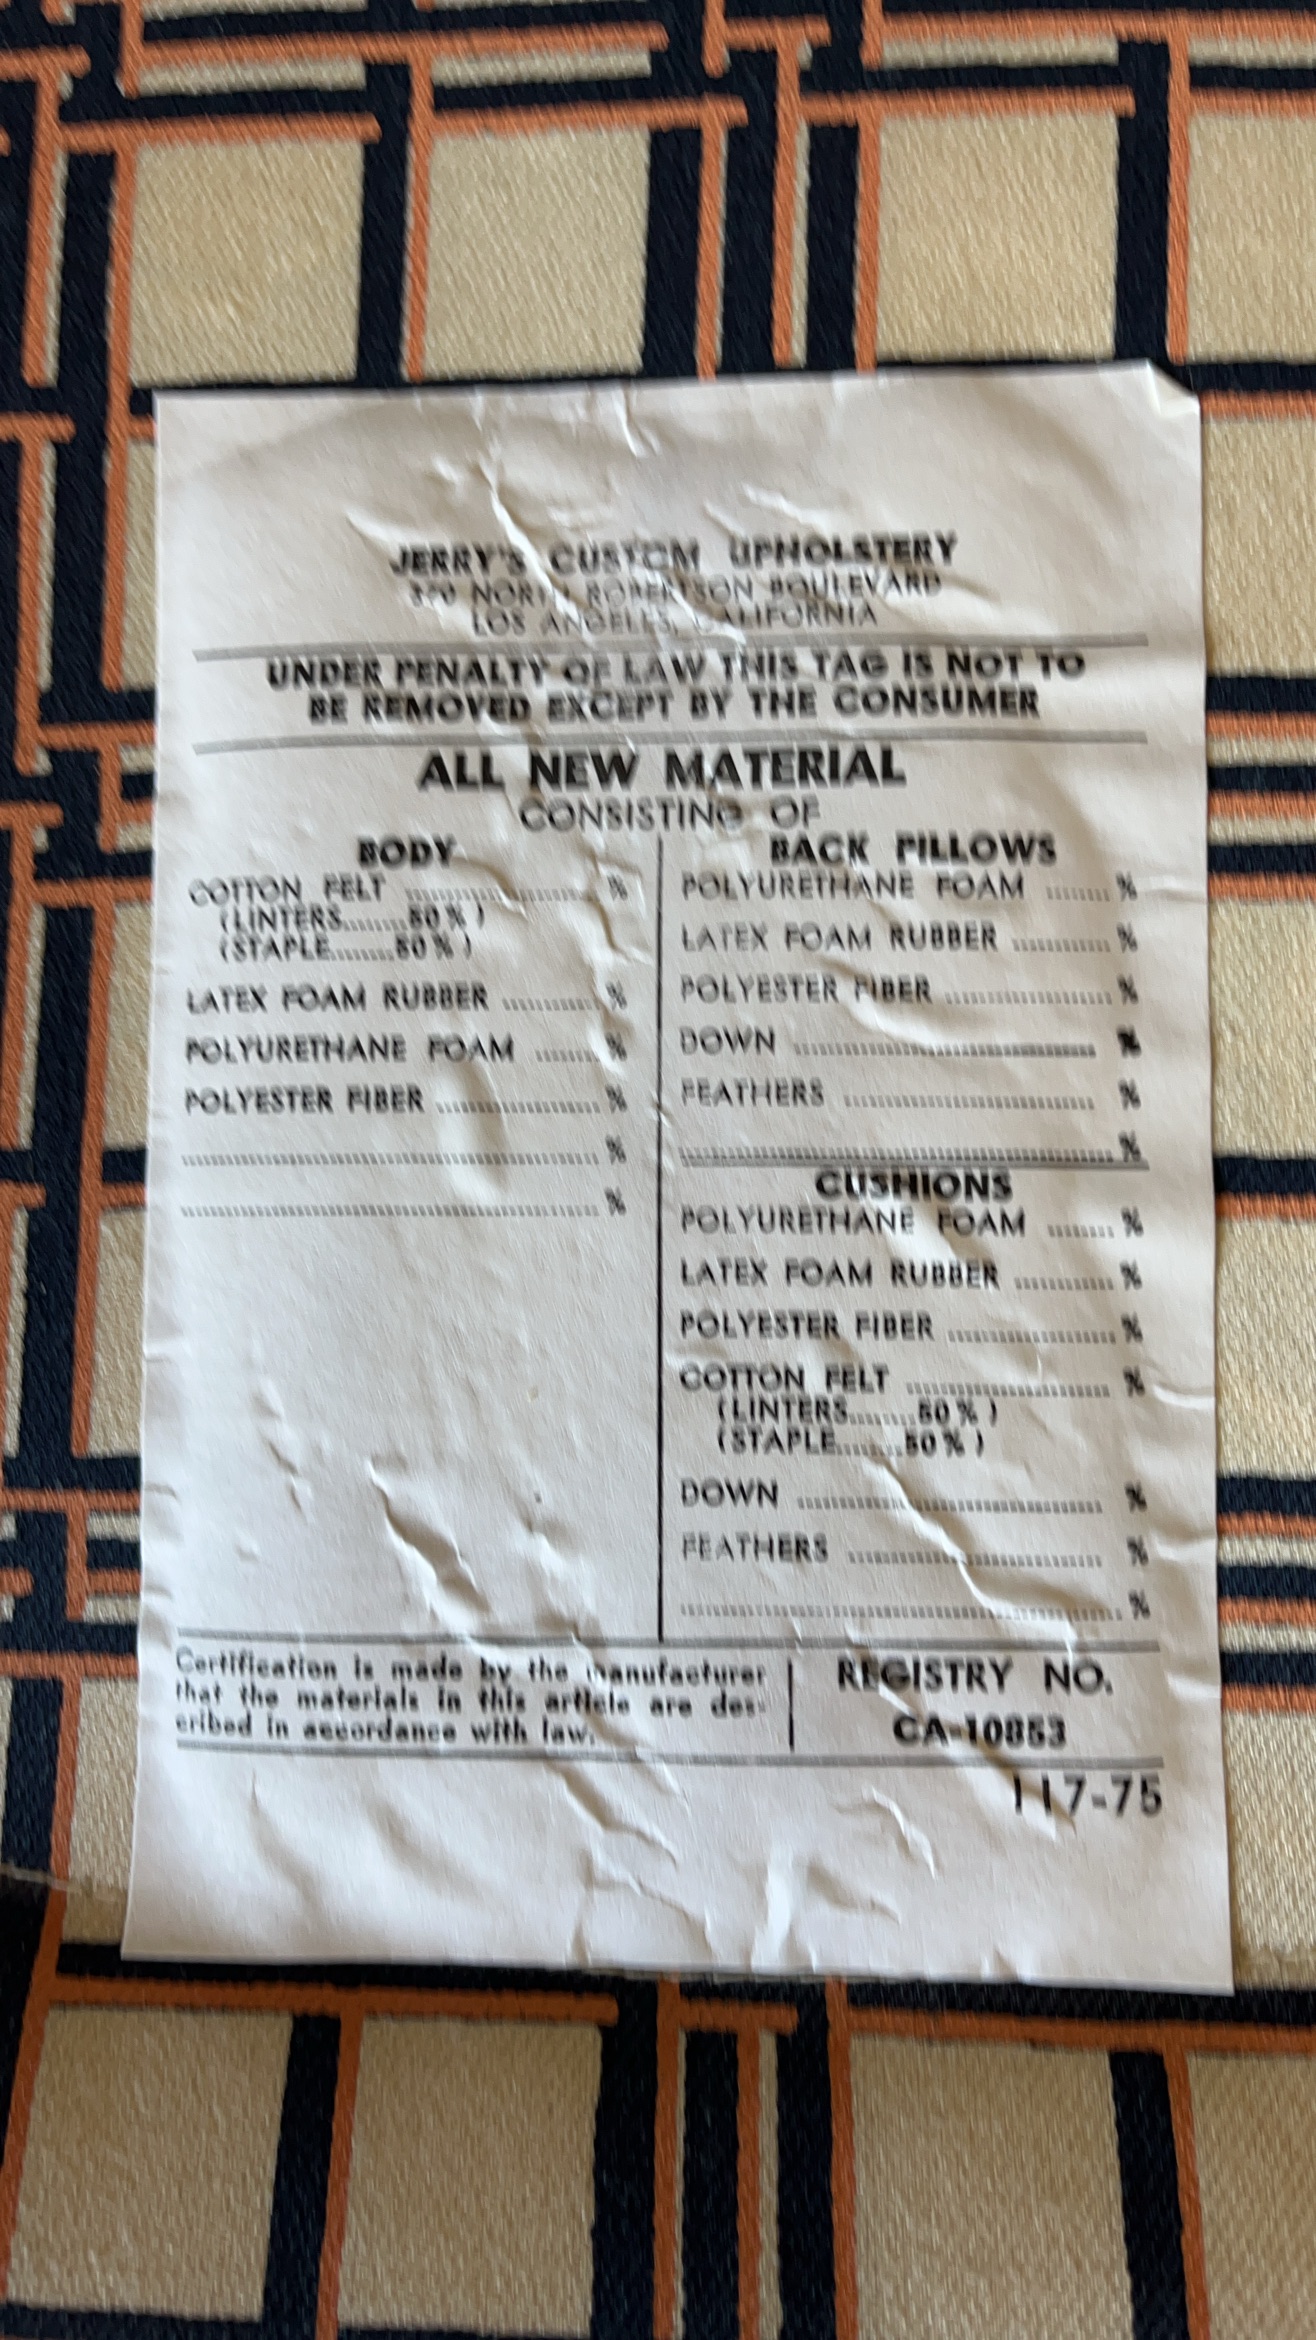 JERRY'S CUSTOM UPHOLSTERY
NORTH ROBERTSON BOULEVARD
LOS ANGELES, CALIFORNIA
UNDER PENALTY OF LAW THIS TAG IS NOT TO
BE REMOVED EXCEPT BY THE CONSUMER
ALL NEW MATERIAL
CONSISTING OF
BODY
COTTON FELT ........................ %
(LINTERS........50%)
(STAPLE........50%)
LATEX FOAM RUBBER ............ %
POLYURETHANE FOAM ........ %
POLYESTER FIBER .................... %
.................................................... %
.................................................... %
BACK PILLOWS
POLYURETHANE FOAM ........ %
LATEX FOAM RUBBER ............ %
POLYESTER FIBER .................... %
DOWN .................................... %
FEATHERS .............................. %
.................................................... %
CUSHIONS
POLYURETHANE FOAM ........ %
LATEX FOAM RUBBER ............ %
POLYESTER FIBER .................... %
COTTON FELT ........................ %
(LINTERS........50%)
(STAPLE........50%)
DOWN .................................... %
FEATHERS .............................. %
.................................................... %
Certification is made by the manufacturer
that the materials in this article are des-
cribed in accordance with law.
REGISTRY NO.
CA-10853
117-75